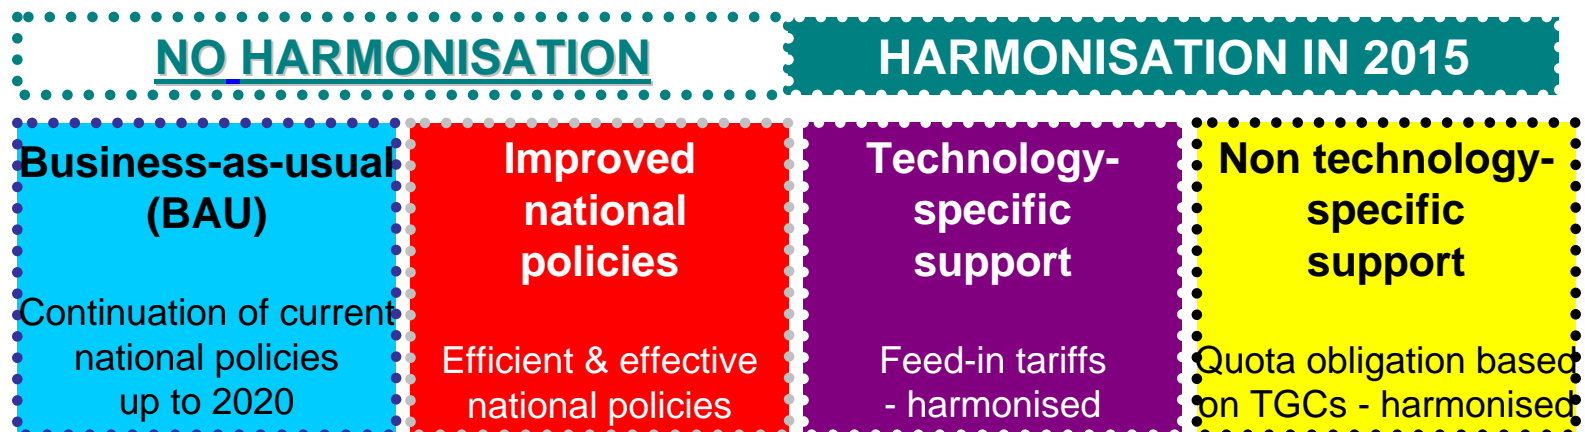 NO HARMONISATION
HARMONISATION IN 2015
Business-as-usual
(BAU)
Continuation of current
national policies
up to 2020
Improved
national
policies
Efficient & effective
national policies
Technology-
specific
support
Feed-in tariffs
- harmonised
Non technology-
specific
support
Quota obligation based
on TGCs - harmonised